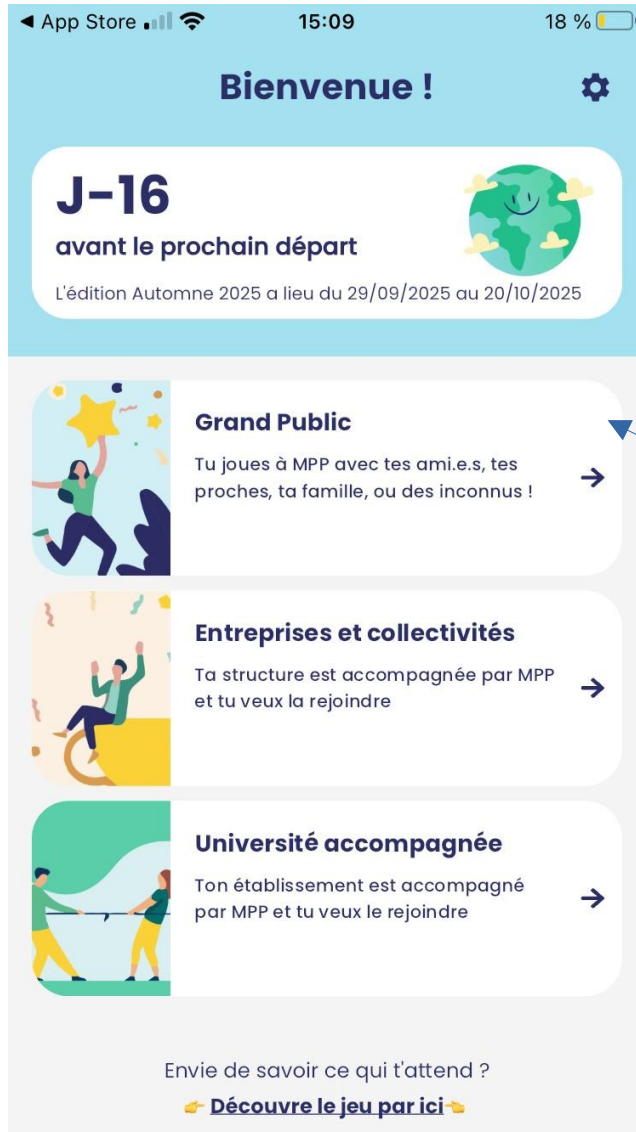 ◀ App Store 15:09 18 %
Bienvenue !
J-16
avant le prochain départ
L'édition Automne 2025 a lieu du 29/09/2025 au 20/10/2025
Grand Public
Tu joues à MPP avec tes ami.e.s, tes
proches, ta famille, ou des inconnus !
Entreprises et collectivités
Ta structure est accompagnée par MPP
et tu veux la rejoindre
Université accompagnée
Ton établissement est accompagné
par MPP et tu veux le rejoindre
Envie de savoir ce qui t'attend ?
👉 Découvre le jeu par ici👈